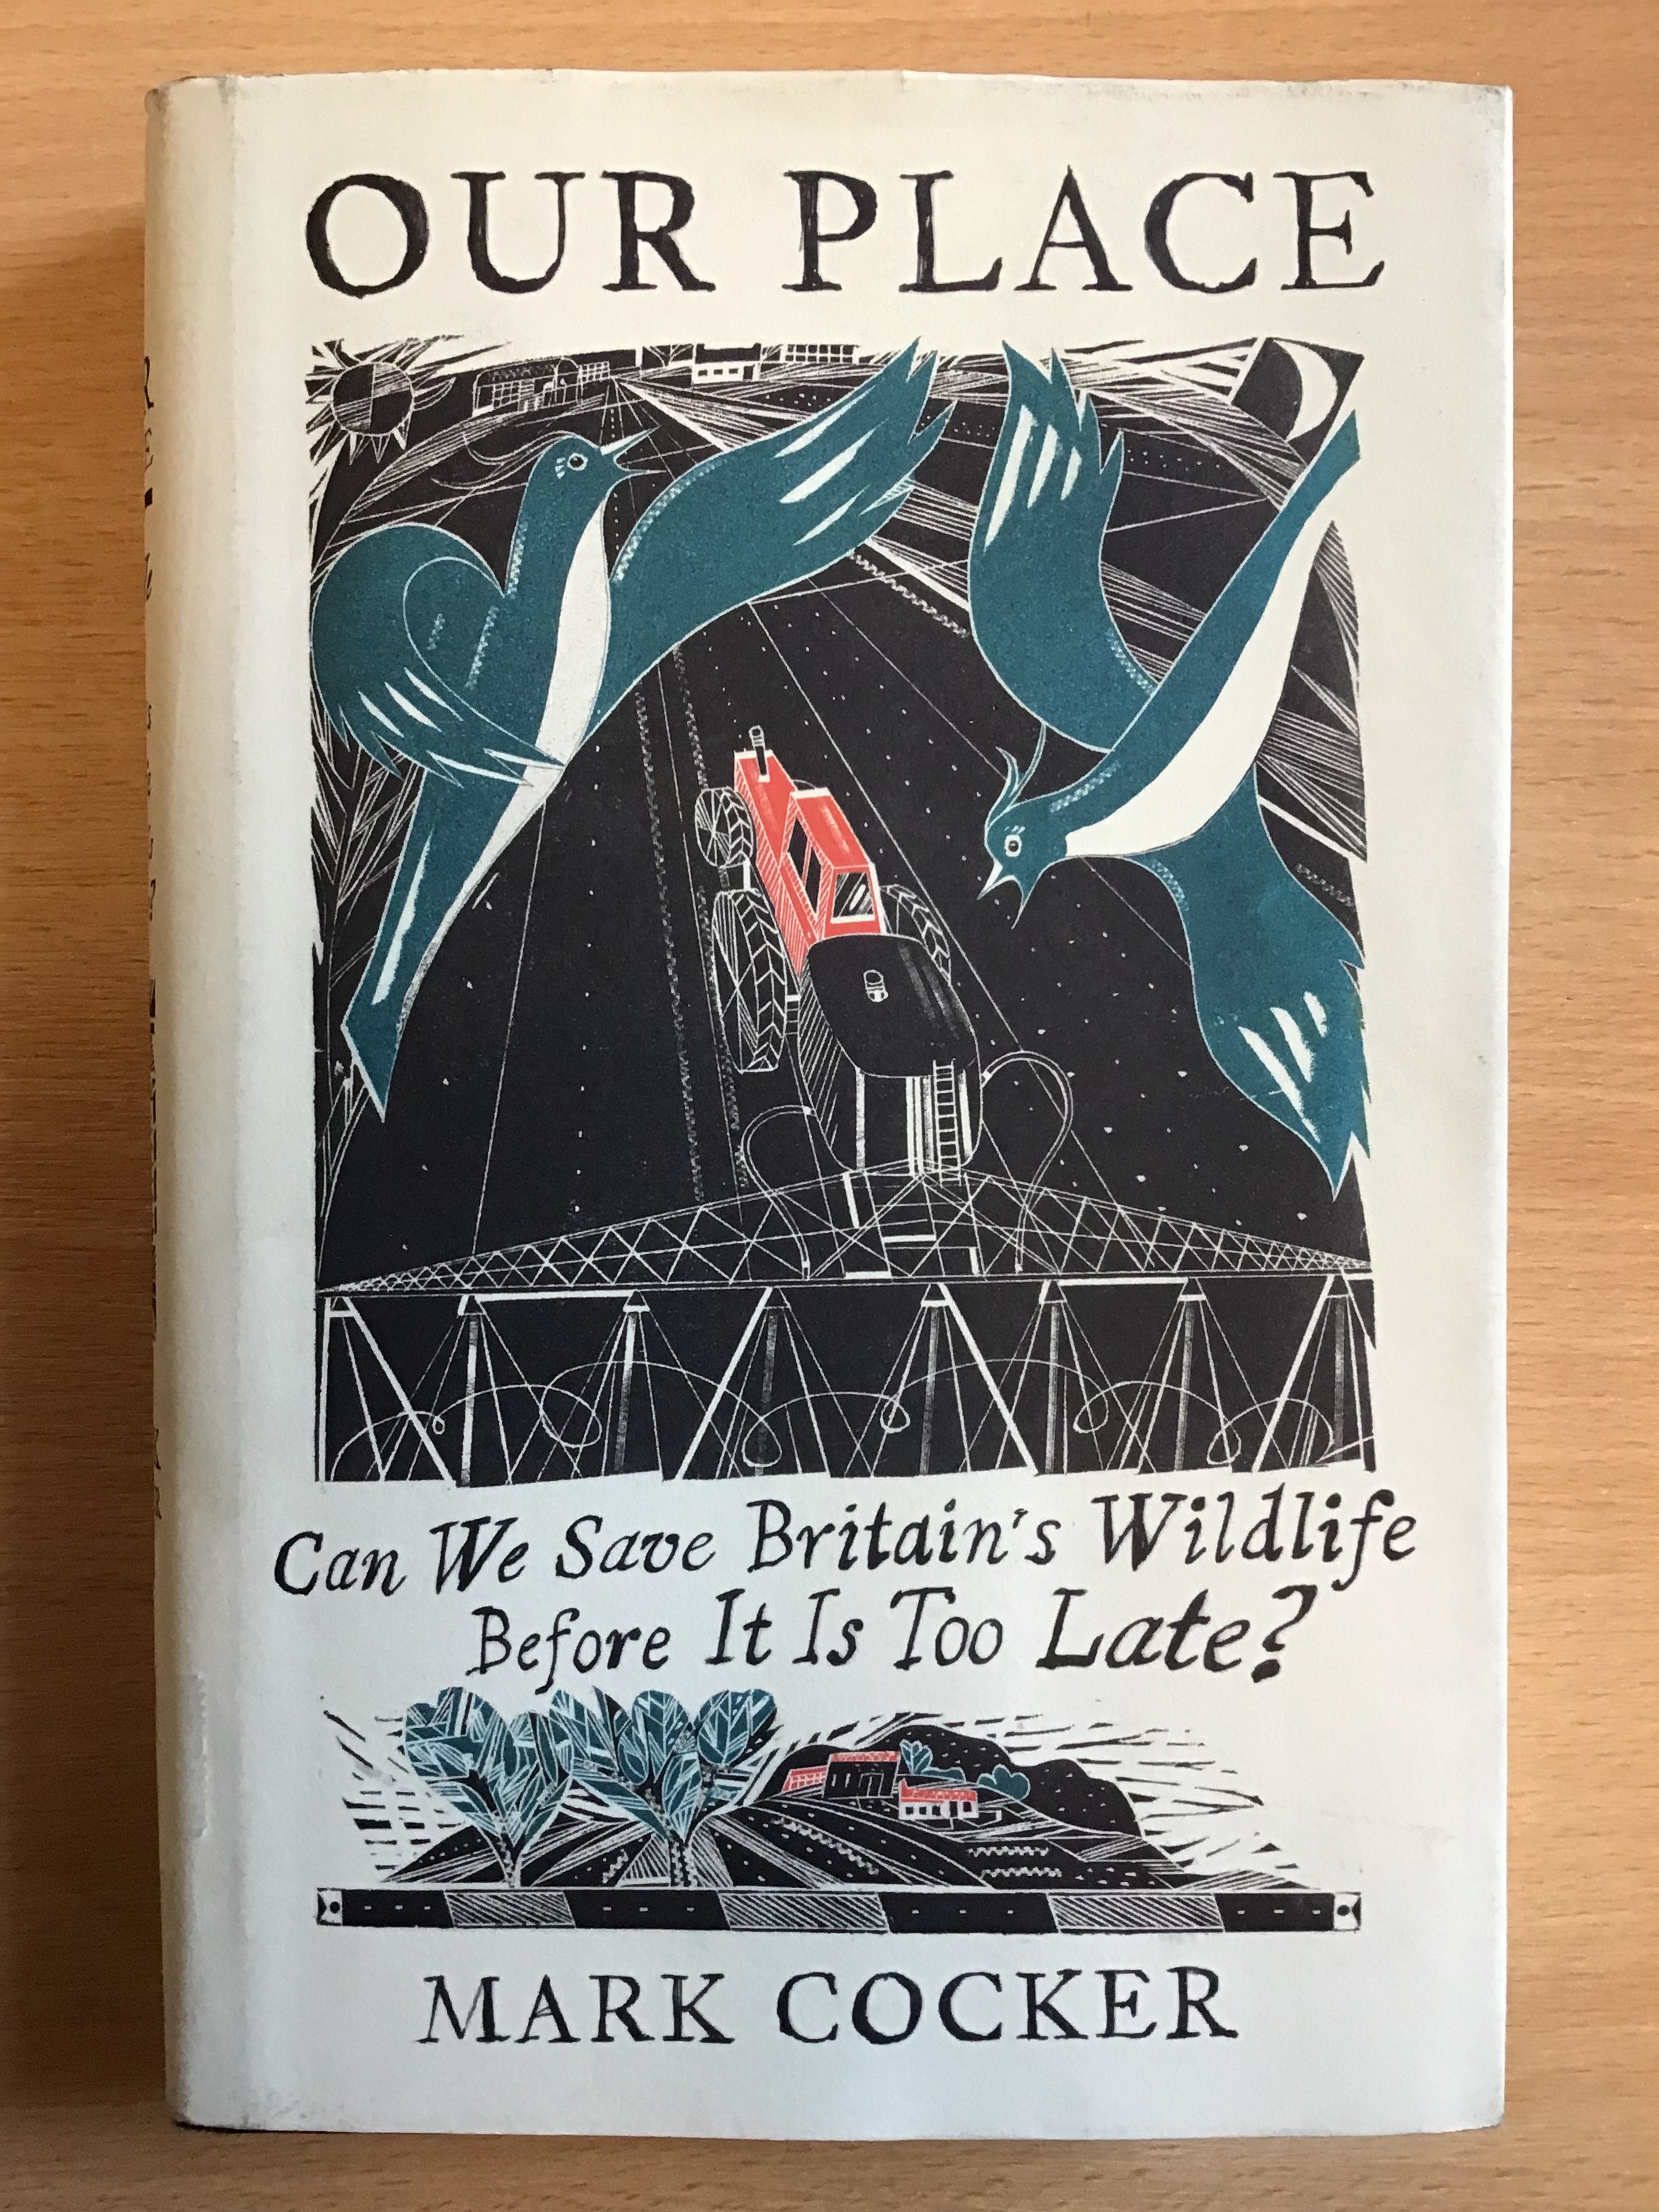 OUR PLACE
Can We Save Britain's Wildlife
Before It Is Too Late?
MARK COCKER